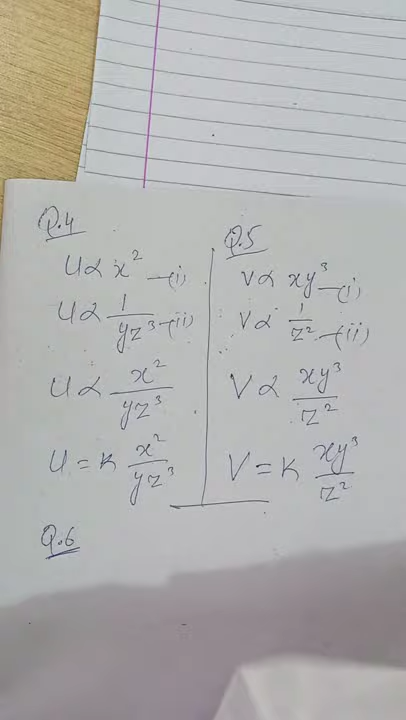 Q.4
u∝ x² —(i)
u∝ 1/yz³ —(ii)
u∝ x²/yz³
u = K x²/yz³
Q.5
V∝ xy³ —(i)
V∝ 1/z² —(ii)
V∝ xy³/z²
V = K xy³/z²
Q.6